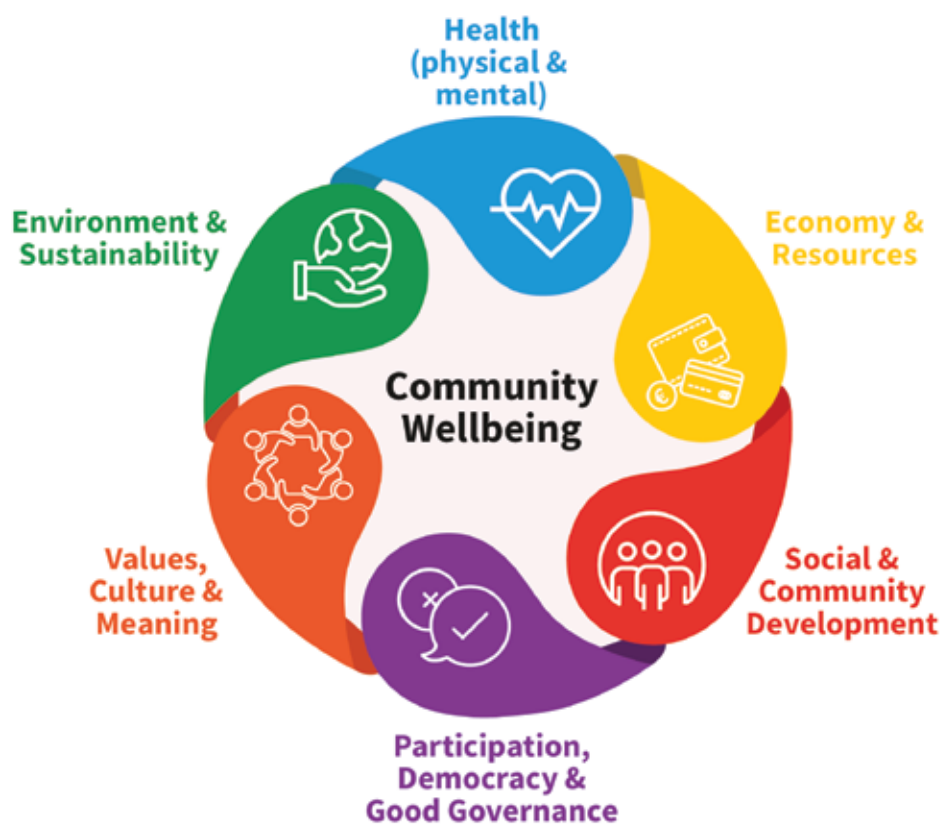 Health
(physical &
mental)
Economy &
Resources
Social &
Community
Development
Participation,
Democracy &
Good Governance
Values,
Culture &
Meaning
Environment &
Sustainability
Community
Wellbeing
€